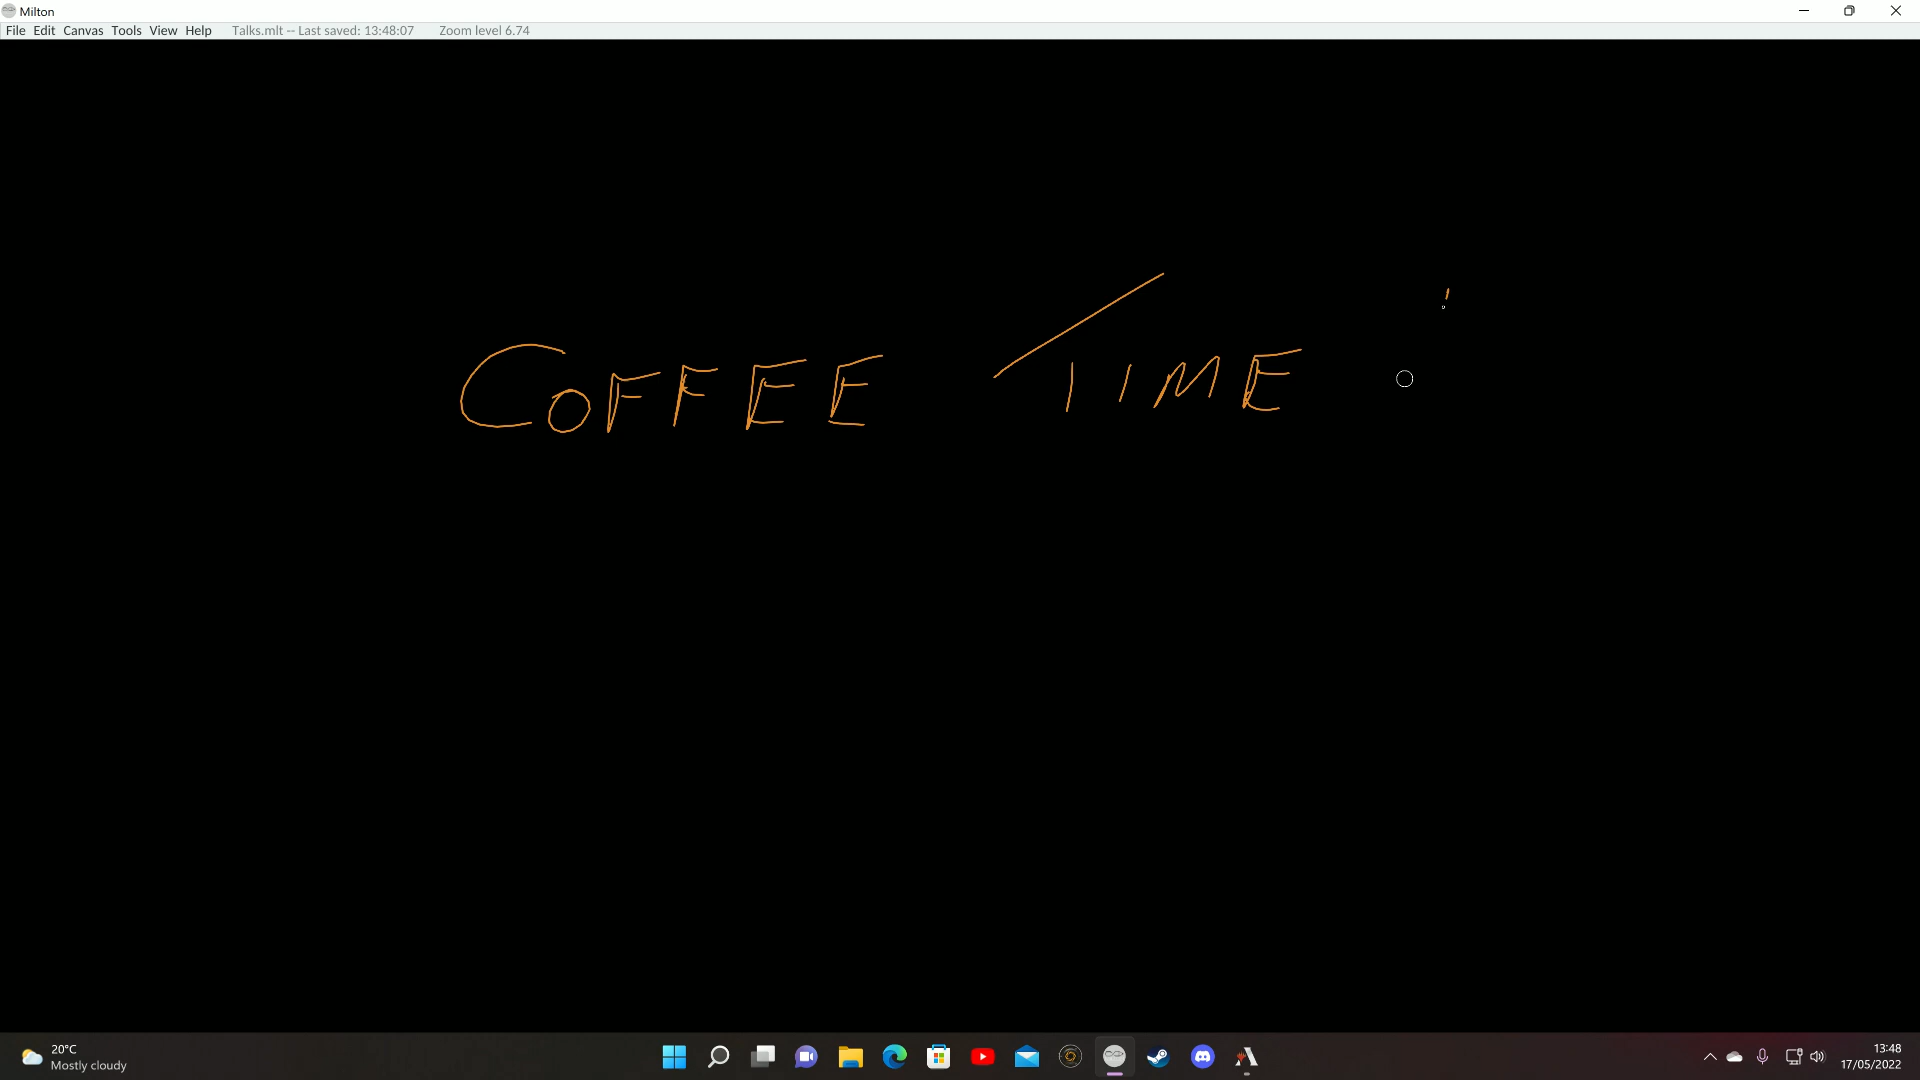 Milton
File Edit Canvas Tools View Help Talks.mlt -- Last saved: 13:48:07 Zoom level 6.74
COFFEE TIME
20°C
Mostly cloudy
13:48
17/05/2022